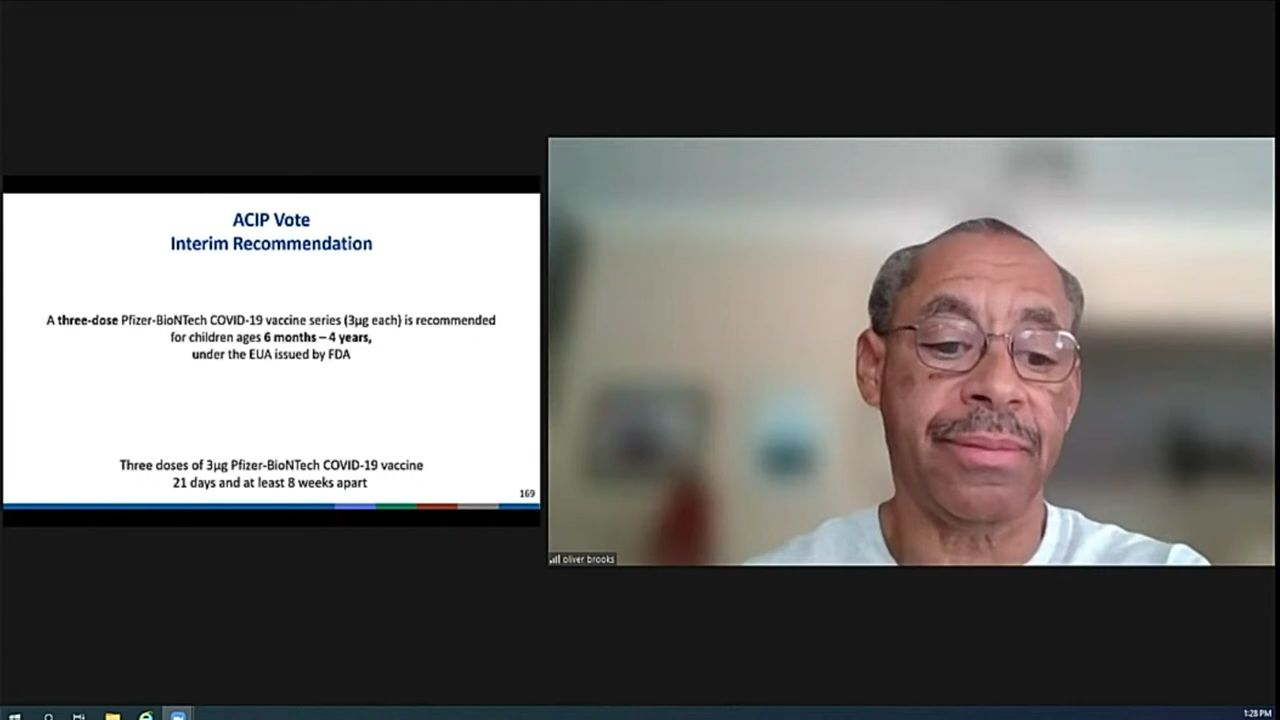 ACIP Vote
Interim Recommendation
A three-dose Pfizer-BioNTech COVID-19 vaccine series (3µg each) is recommended
for children ages 6 months – 4 years,
under the EUA issued by FDA
Three doses of 3µg Pfizer-BioNTech COVID-19 vaccine
21 days and at least 8 weeks apart
169
oliver brooks
1:28 PM